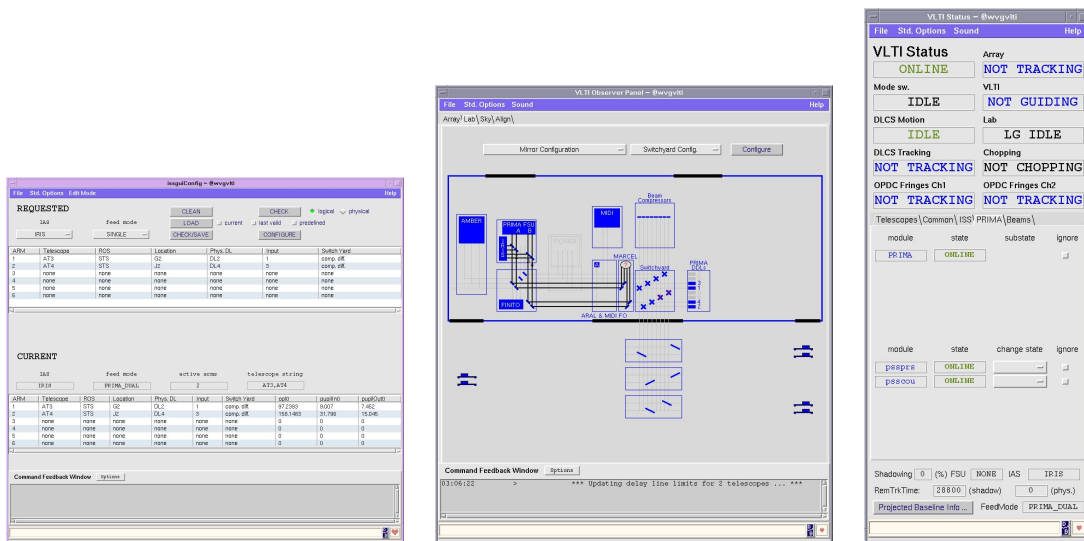 issguiConfig - @wvgvlti
File Std. Options Edit Mode Help
REQUESTED
IAS feed mode
IRIS SINGLE
CLEAN CHECK logical physical
LOAD current last valid predefined
CHECK/SAVE CONFIGURE
ARM Telescope ROS Location Phys. DL Input Switch Yard
1 AT3 STS G2 DL2 1 comp. diff.
2 AT4 STS J2 DL4 3 comp. diff.
3 none none none none none none
4 none none none none none none
5 none none none none none none
6 none none none none none none
CURRENT
IAS feed mode active arms telescope string
IRIS PRIMA_DUAL 2 AT3,AT4
ARM Telescope ROS Location Phys. DL Input Switch Yard opl0 pupilIn0 pupilOut0
1 AT3 STS G2 DL2 1 comp. diff. 97.2393 9.007 7.452
2 AT4 STS J2 DL4 3 comp. diff. 31.796 15.045
3 none none none none none none 0 0 0
4 none none none none none none 0 0 0
5 none none none none none none 0 0 0
6 none none none none none none 0 0 0
Command Feedback Window Options
VLTI Observer Panel - @wvgvlti
File Std. Options Sound Help
Array Lab Sky Align
Mirror Configuration Switchyard Config. Configure
AMBER
PRIMA FSU
A B
IRIS
MIDI
Beam
Compressors
MARCEL
A
Switchyard
PRIMA
DDLs
FINITO
ARAL & MIDI FO
Command Feedback Window Options
03:06:22 > *** Updating delay line limits for 2 telescopes ... ***
VLTI Status - @wvgvlti
File Std. Options Sound Help
VLTI Status Array
ONLINE NOT TRACKING
Mode sw. VLTI
IDLE NOT GUIDING
DLCS Motion Lab
IDLE LG IDLE
DLCS Tracking Chopping
NOT TRACKING NOT CHOPPING
OPDC Fringes Ch1 OPDC Fringes Ch2
NOT TRACKING NOT TRACKING
Telescopes Common ISS PRIMA Beams
module state substate ignore
PRIMA ONLINE
module state change state ignore
pssprs ONLINE
psscou ONLINE
Shadowing 0 (%) FSU NONE IAS IRIS
RemTrkTime: 28800 (shadow) 0 (phys.)
Projected Baseline Info ... FeedMode PRIMA_DUAL